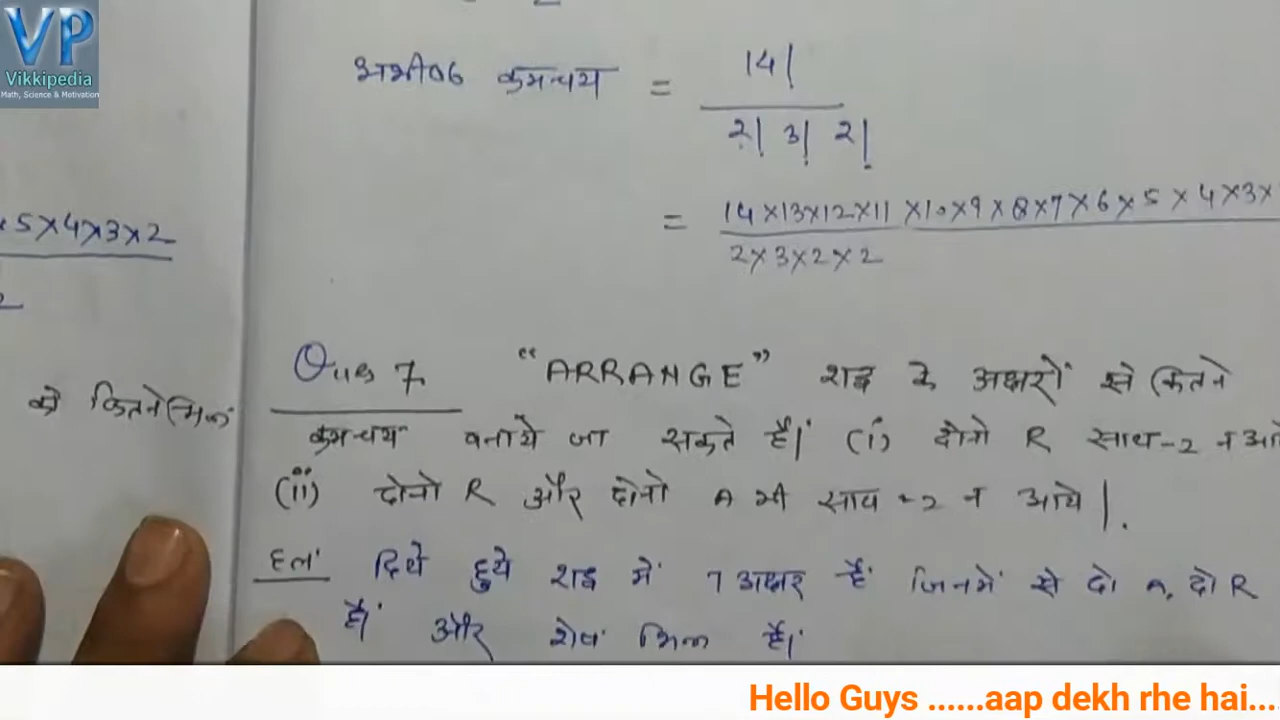 VP
Vikkipedia
Math, Science & Motivation
अभीष्ट क्रमचय = 14!
2! 3! 2!
= 14×13×12×11×10×9×8×7×6×5×4×3×
2×3×2×2
×5×4×3×2
को कितने भिन्न
Ques 7 "ARRANGE" शब्द के अक्षरों से कितने
क्रमचय बनाये जा सकते हैं। (i) दोनो R साथ-2 न आये
(ii) दोनो R और दोनो A भी साथ-2 न आये।
हल दिये हुये शब्द में 7 अक्षर हैं जिनमें से दो A, दो R
हैं और शेष भिन्न हैं।
Hello Guys ......aap dekh rhe hai....